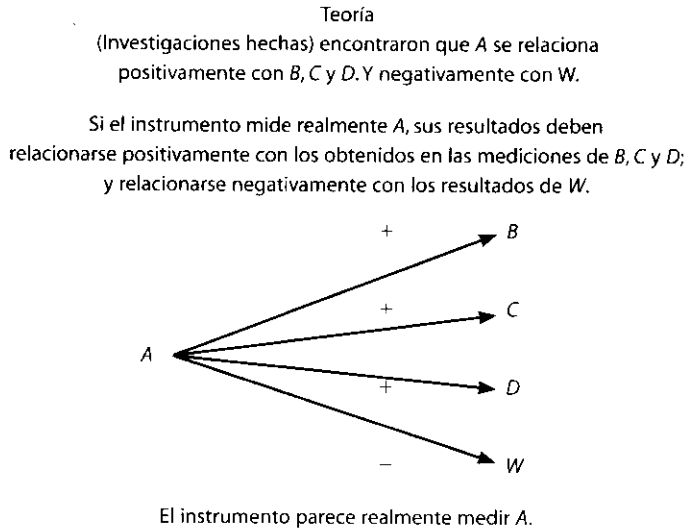 Teoría
(Investigaciones hechas) encontraron que A se relaciona
positivamente con B, C y D. Y negativamente con W.
Si el instrumento mide realmente A, sus resultados deben
relacionarse positivamente con los obtenidos en las mediciones de B, C y D;
y relacionarse negativamente con los resultados de W.
+ B
+ C
A
+ D
− W
El instrumento parece realmente medir A.